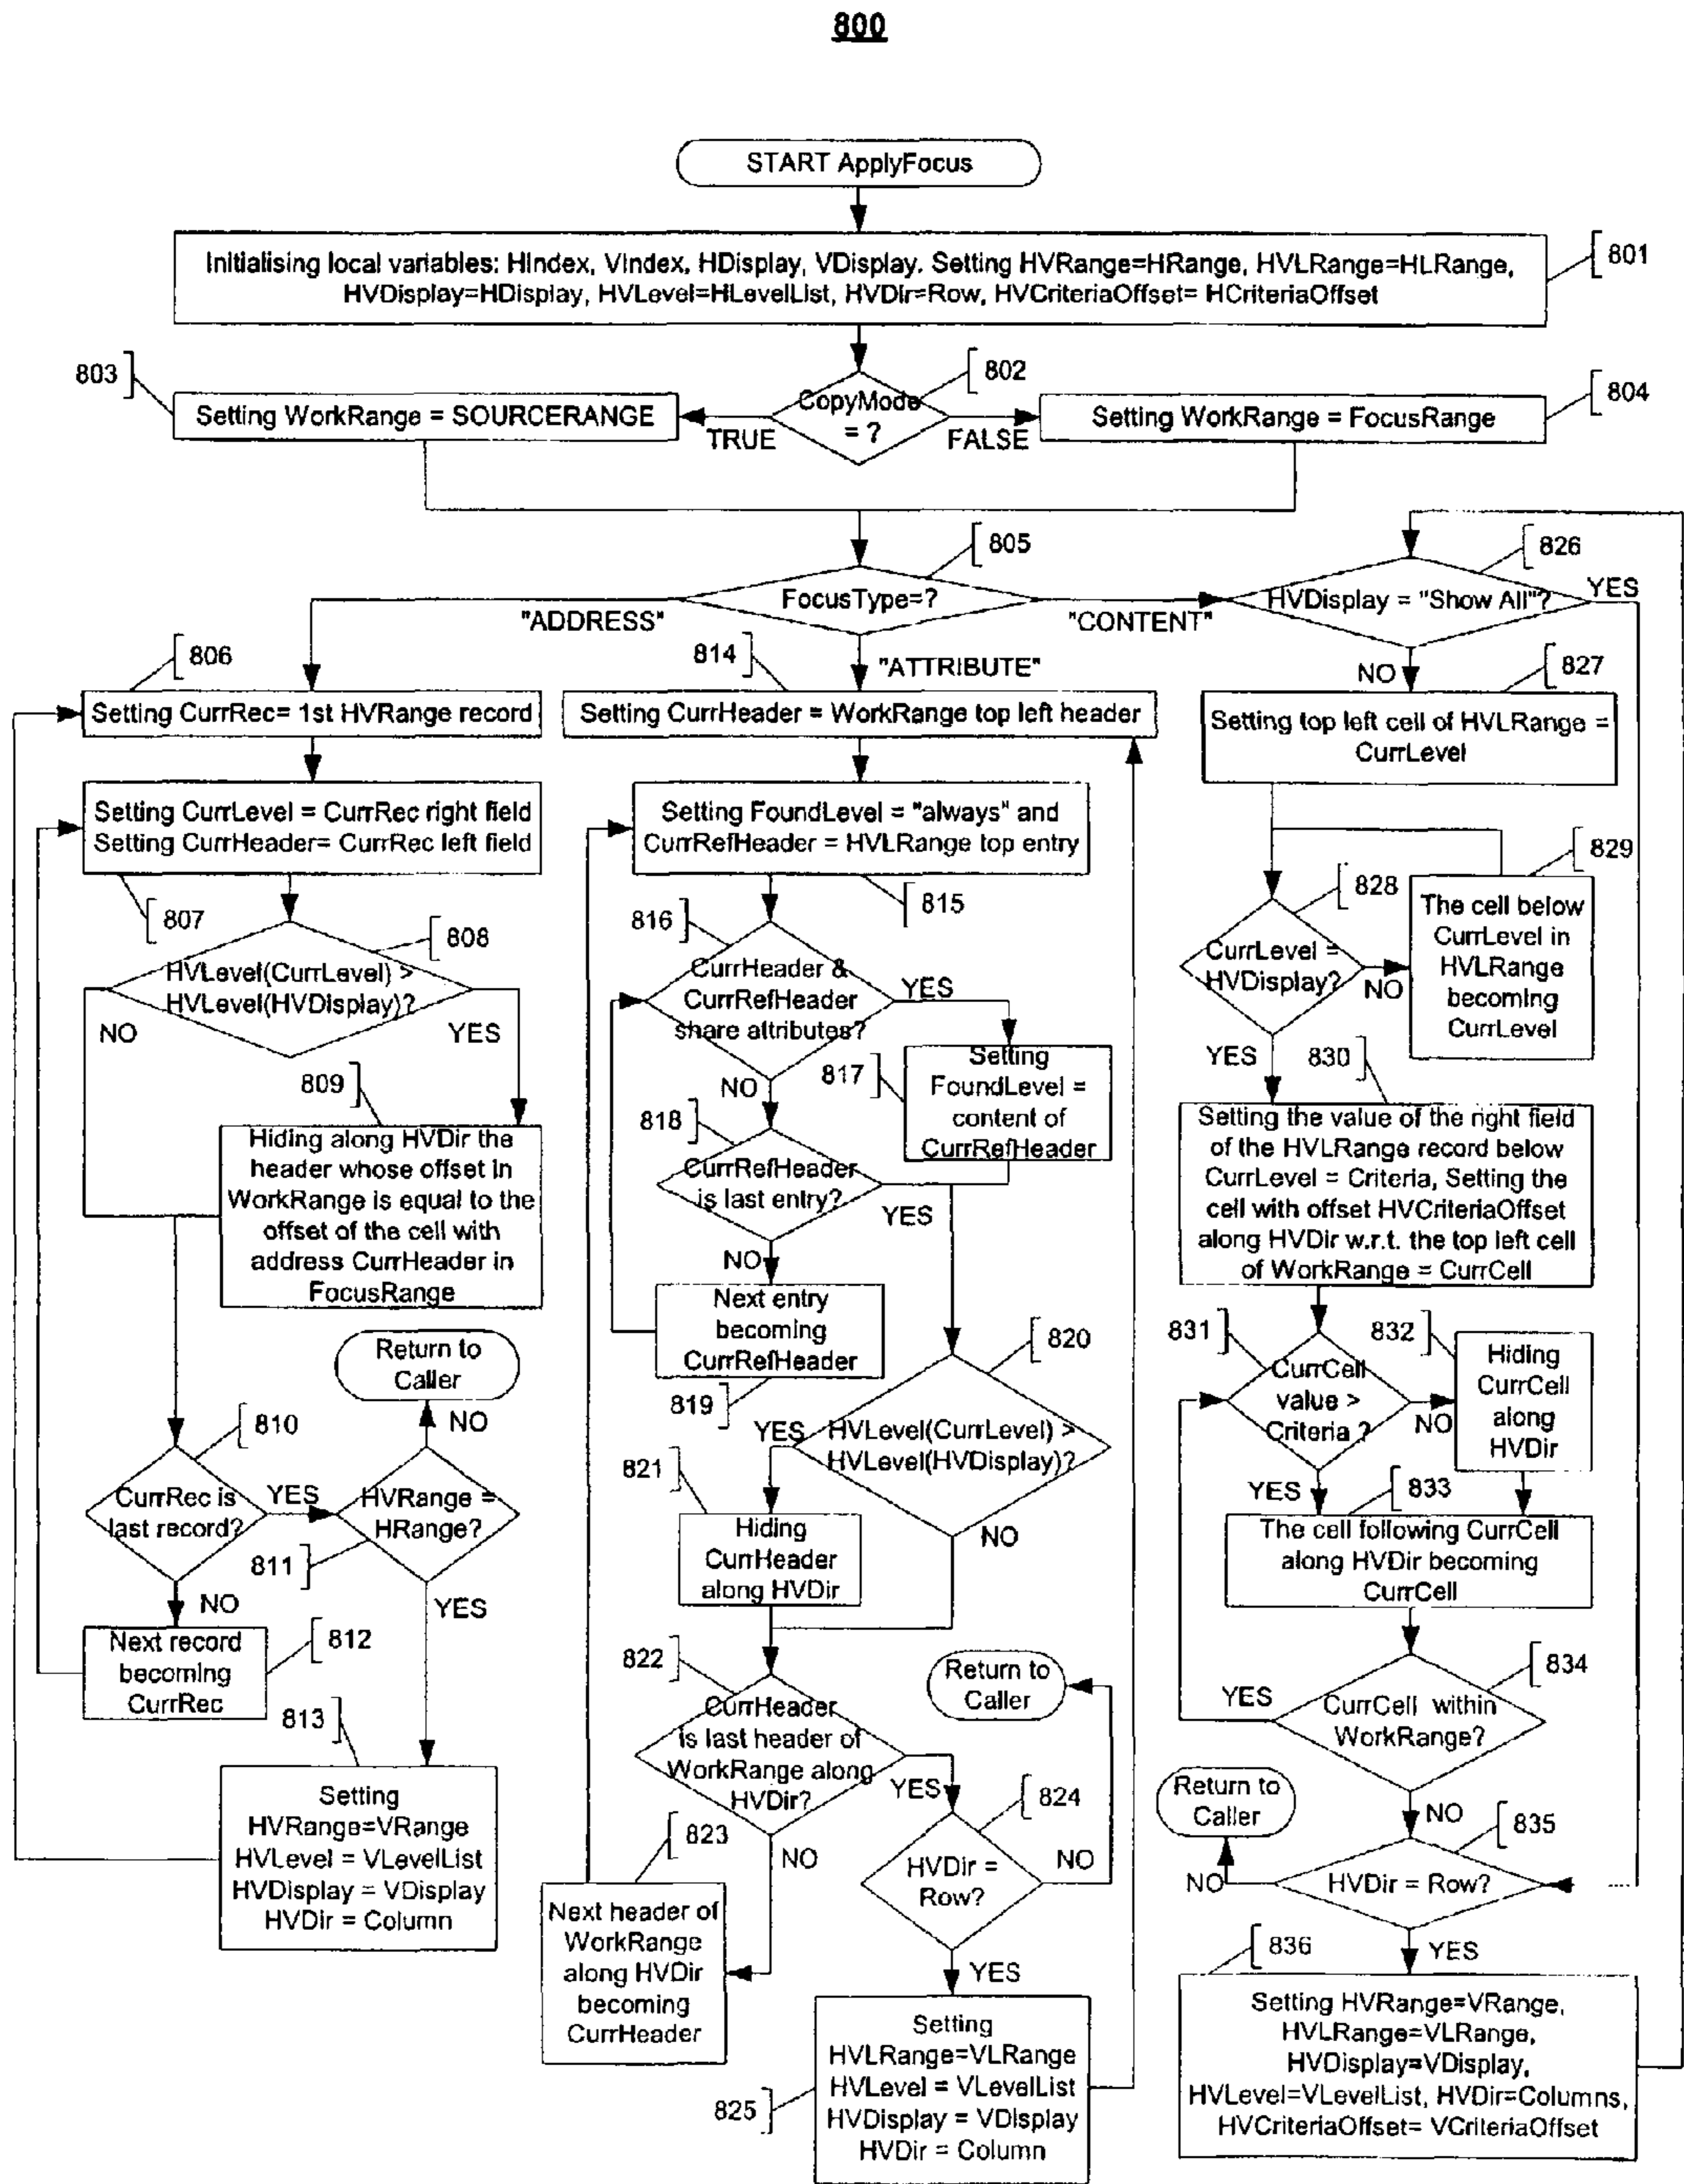 800
START ApplyFocus
Initialising local variables: HIndex, VIndex, HDisplay, VDisplay. Setting HVRange=HRange, HVLRange=HLRange,
HVDisplay=HDisplay, HVLevel=HLevelList, HVDir=Row, HVCriteriaOffset= HCriteriaOffset
801
803
802
804
Setting WorkRange = SOURCERANGE
TRUE
CopyMode
= ?
FALSE
Setting WorkRange = FocusRange
805
826
FocusType=?
"ADDRESS"
"CONTENT"
"ATTRIBUTE"
HVDisplay = "Show All"?
YES
NO
806
Setting CurrRec= 1st HVRange record
814
Setting CurrHeader = WorkRange top left header
827
Setting top left cell of HVLRange =
CurrLevel
Setting CurrLevel = CurrRec right field
Setting CurrHeader= CurrRec left field
807
Setting FoundLevel = "always" and
CurrRefHeader = HVLRange top entry
815
829
The cell below
CurrLevel in
HVLRange
becoming
CurrLevel
828
CurrLevel =
HVDisplay?
NO
YES
808
HVLevel(CurrLevel) >
HVLevel(HVDisplay)?
NO
YES
816
CurrHeader &
CurrRefHeader
share attributes?
YES
NO
817
Setting
FoundLevel =
content of
CurrRefHeader
809
Hiding along HVDir the
header whose offset in
WorkRange is equal to the
offset of the cell with
address CurrHeader in
FocusRange
818
CurrRefHeader
is last entry?
YES
NO
830
Setting the value of the right field
of the HVLRange record below
CurrLevel = Criteria, Setting the
cell with offset HVCriteriaOffset
along HVDir w.r.t. the top left cell
of WorkRange = CurrCell
Next entry
becoming
CurrRefHeader
819
820
HVLevel(CurrLevel) >
HVLevel(HVDisplay)?
YES
NO
831
CurrCell
value >
Criteria ?
NO
YES
832
Hiding
CurrCell
along
HVDir
Return to
Caller
NO
810
CurrRec is
last record?
YES
NO
HVRange =
HRange?
811
YES
821
Hiding
CurrHeader
along HVDir
833
The cell following CurrCell
along HVDir becoming
CurrCell
Next record
becoming
CurrRec
812
822
CurrHeader
is last header of
WorkRange along
HVDir?
YES
NO
Return to
Caller
834
CurrCell within
WorkRange?
YES
NO
813
Setting
HVRange=VRange
HVLevel = VLevelList
HVDisplay = VDisplay
HVDir = Column
823
Next header of
WorkRange
along HVDir
becoming
CurrHeader
824
HVDir =
Row?
NO
YES
Return to
Caller
835
HVDir = Row?
NO
YES
825
Setting
HVLRange=VLRange
HVLevel = VLevelList
HVDisplay = VDisplay
HVDir = Column
836
Setting HVRange=VRange,
HVLRange=VLRange,
HVDisplay=VDisplay,
HVLevel=VLevelList, HVDir=Columns,
HVCriteriaOffset= VCriteriaOffset